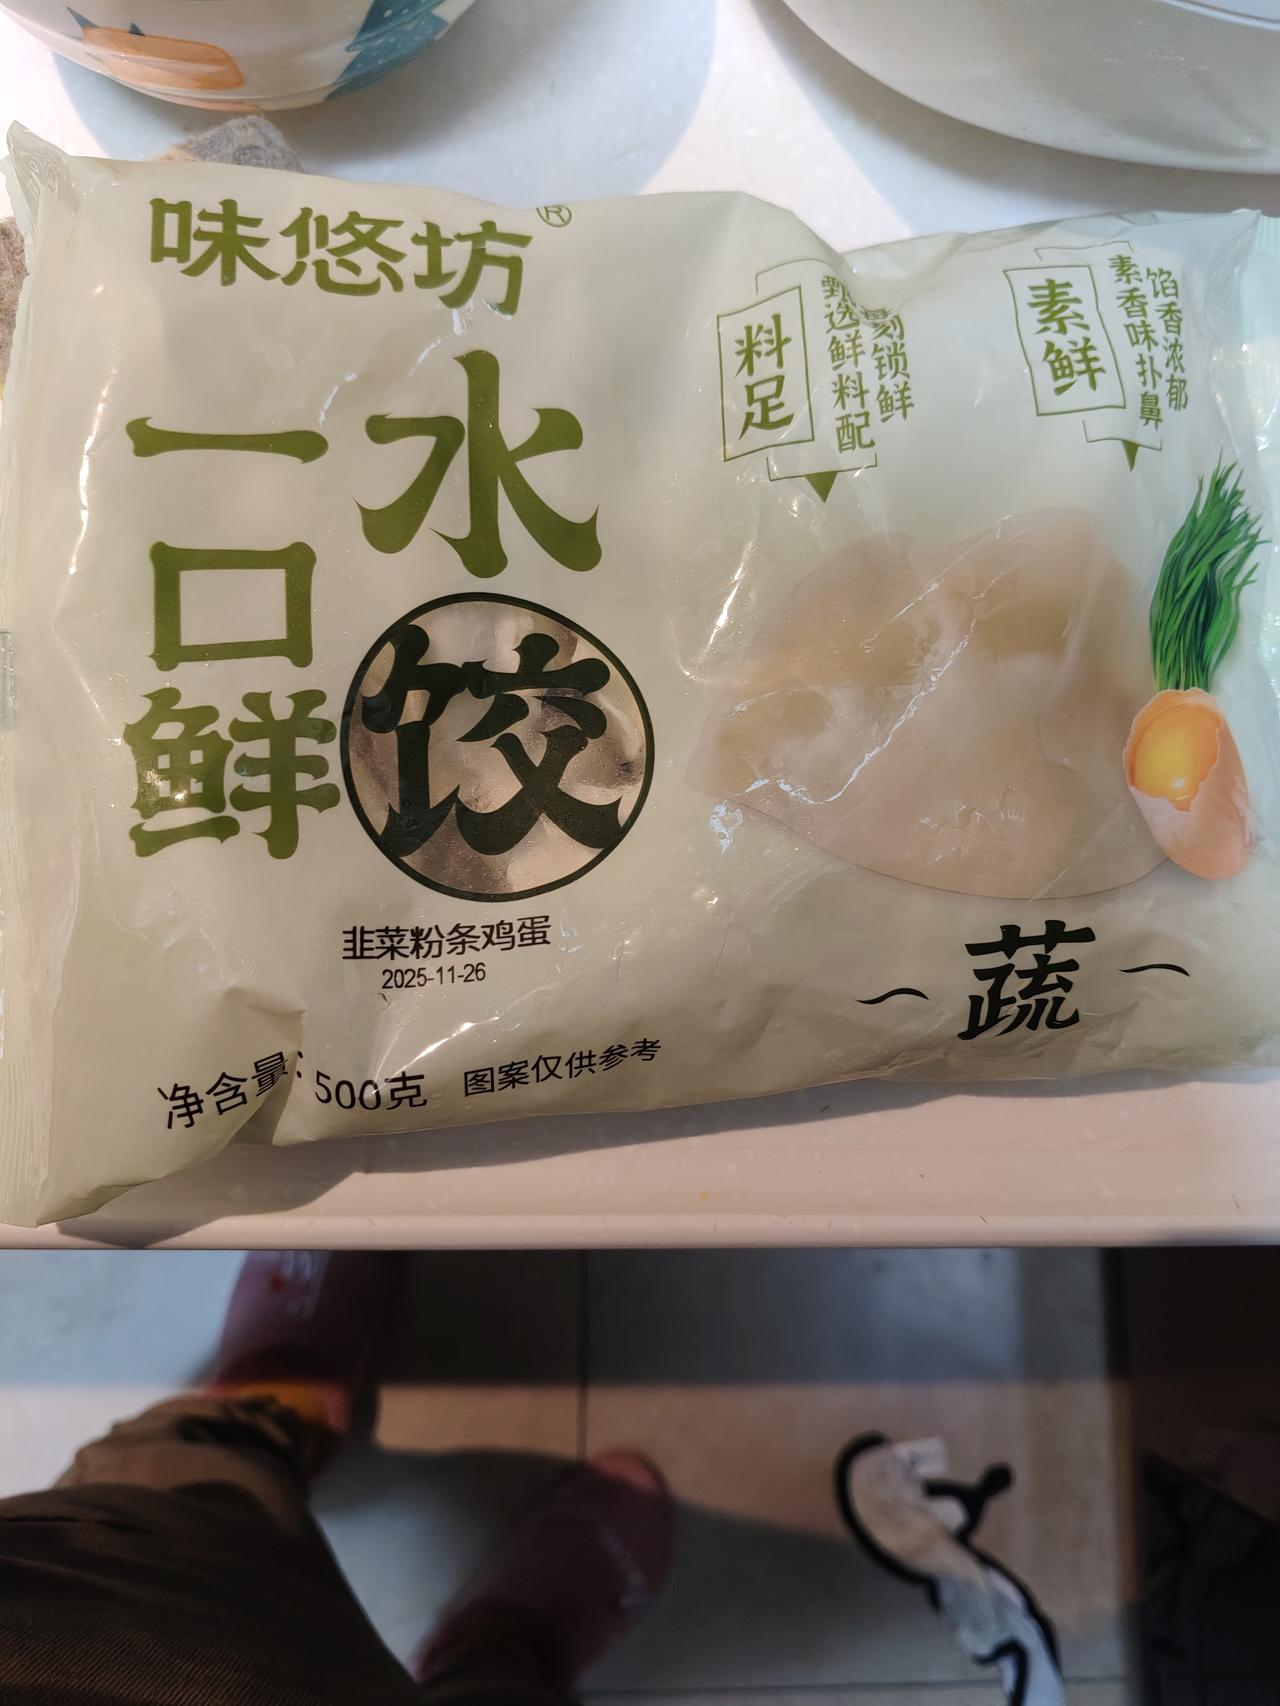 味悠坊®
一口鲜
水饺
韭菜粉条鸡蛋
2025-11-26
净含量：500克
图案仅供参考
料足
甄选鲜料配
锁鲜
素鲜
素香味扑鼻
馅香浓郁
蔬